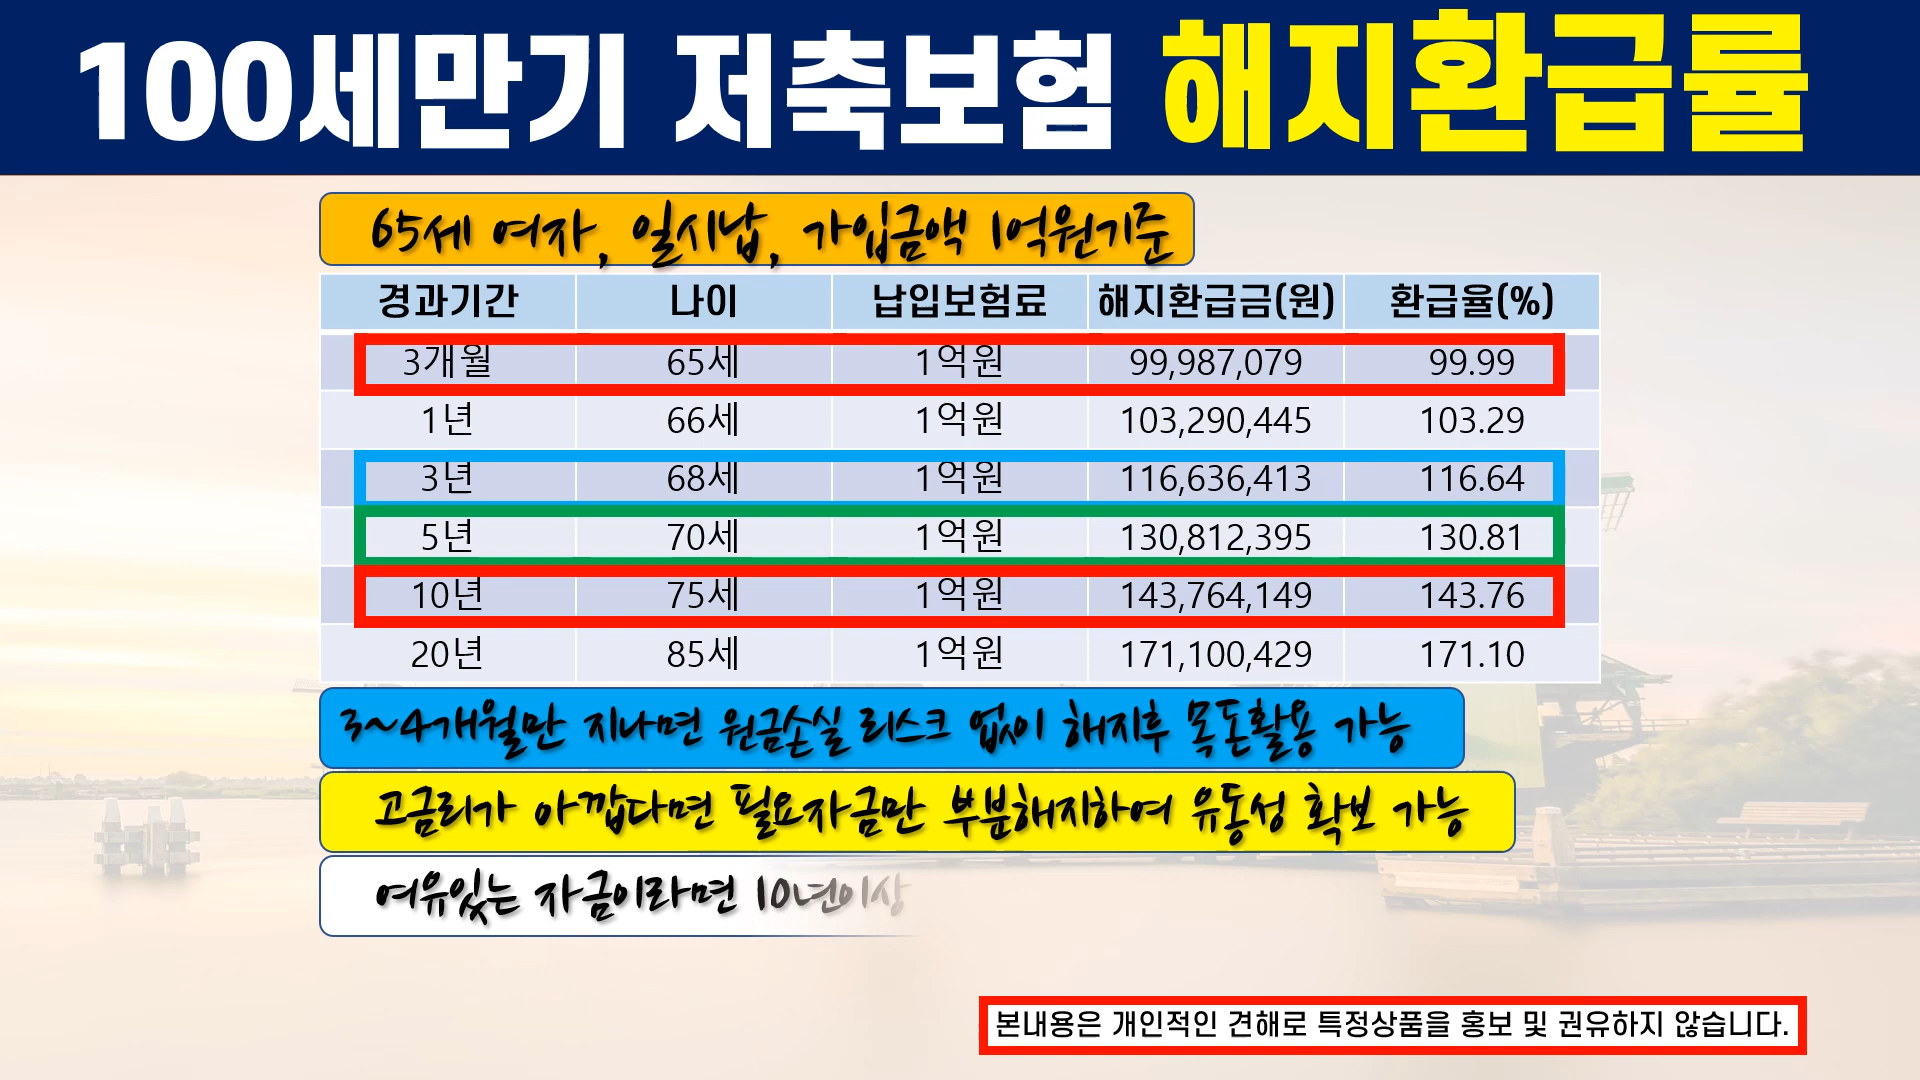 100세만기 저축보험 해지환급률
65세 여자, 일시납, 가입금액 1억원기준
경과기간 나이 납입보험료 해지환급금(원) 환급율(%)
3개월 65세 1억원 99,987,079 99.99
1년 66세 1억원 103,290,445 103.29
3년 68세 1억원 116,636,413 116.64
5년 70세 1억원 130,812,395 130.81
10년 75세 1억원 143,764,149 143.76
20년 85세 1억원 171,100,429 171.10
3~4개월만 지나면 원금손실 리스크 없이 해지후 목돈활용 가능
고금리가 아깝다면 필요자금만 부분해지하여 유동성 확보 가능
여유있는 자금이라면 10년이상
본내용은 개인적인 견해로 특정상품을 홍보 및 권유하지 않습니다.